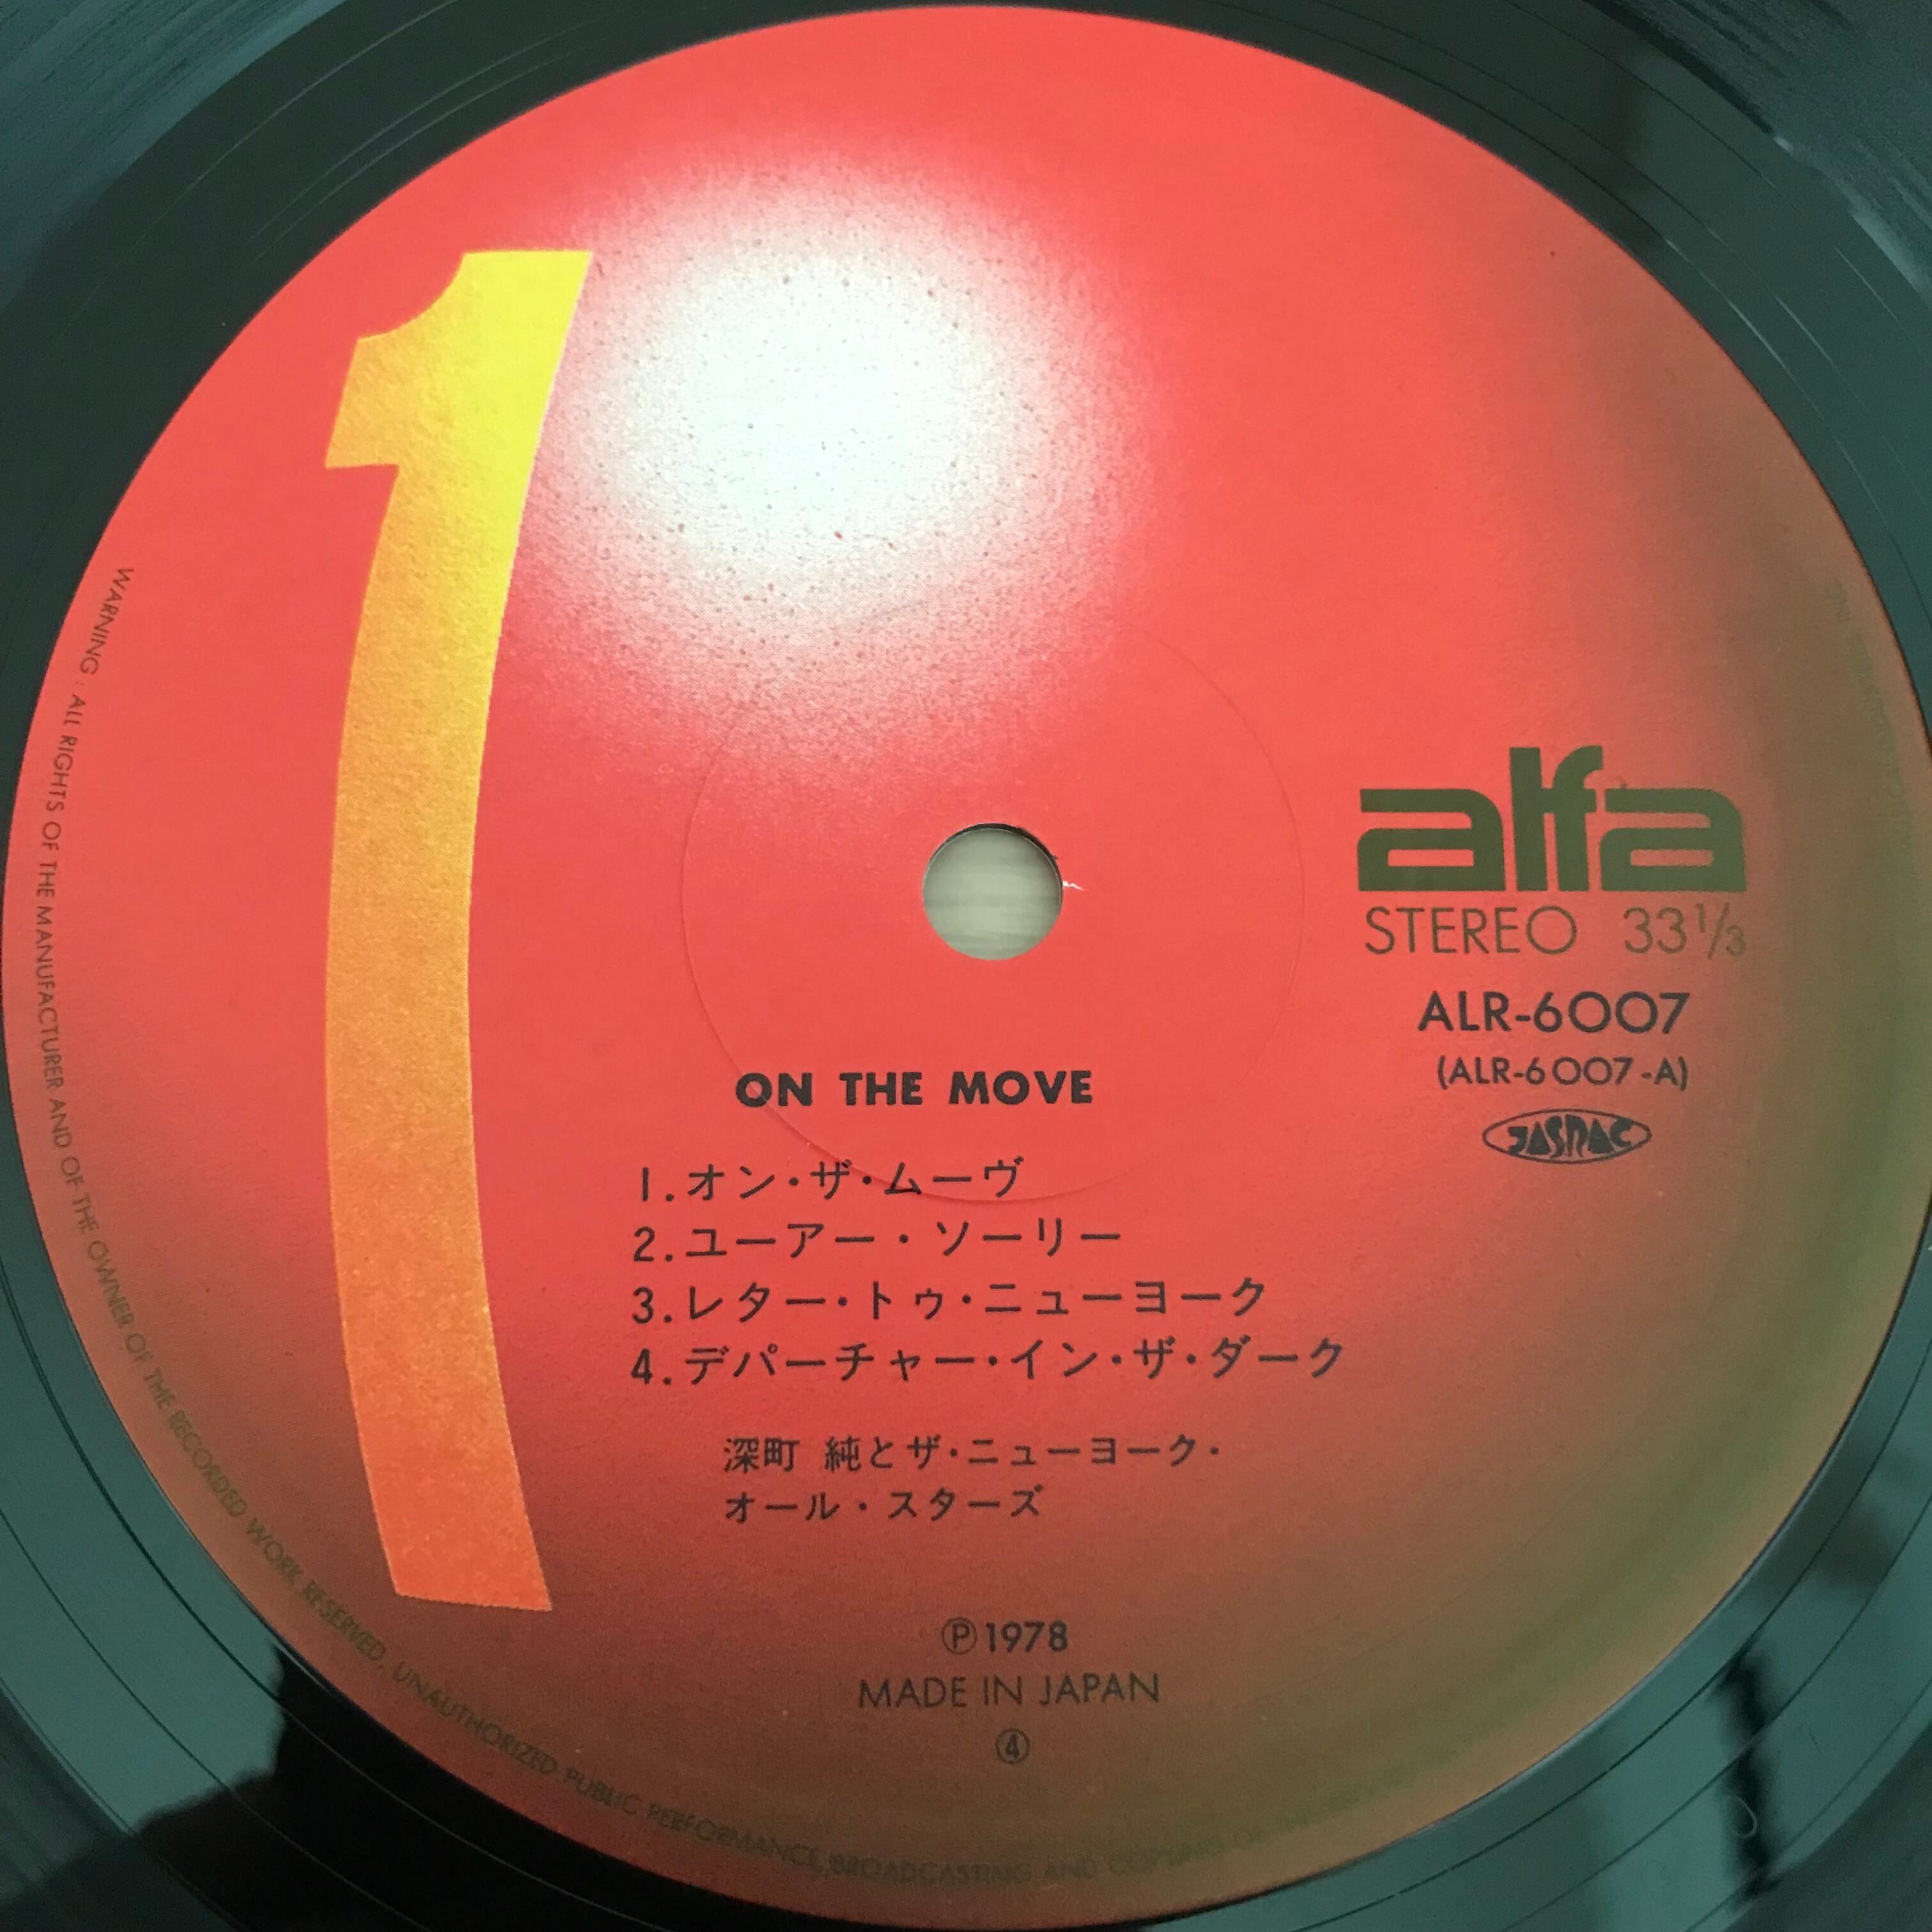 1
alfa
STEREO 33 1/3
ALR-6007
(ALR-6007-A)
JASRAC
ON THE MOVE
1.オン・ザ・ムーヴ
2.ユーアー・ソーリー
3.レター・トゥ・ニューヨーク
4.デパーチャー・イン・ザ・ダーク
深町 純とザ・ニューヨーク・
オール・スターズ
Ⓟ1978
MADE IN JAPAN
④
WARNING : ALL RIGHTS OF THE MANUFACTURER AND OF THE OWNER OF THE RECORDED WORK RESERVED, UNAUTHORIZED PUBLIC PERFORMANCE, BROADCASTING AND COPYING OF